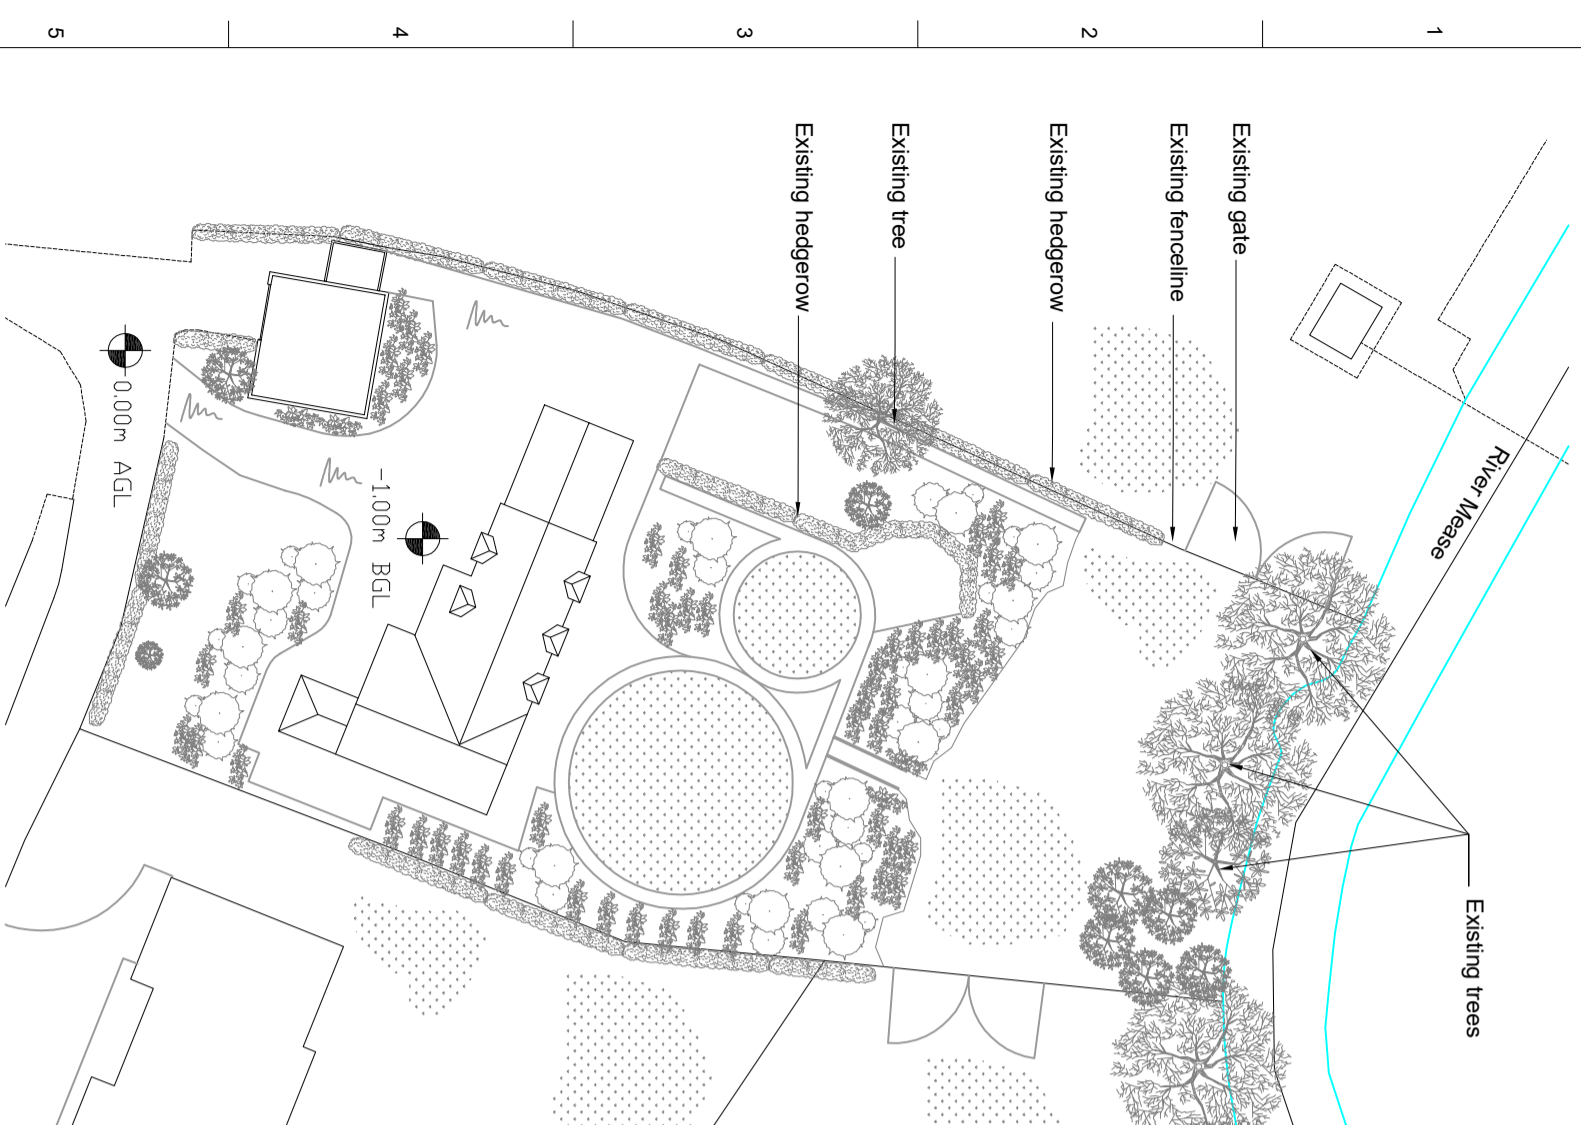 5
4
3
2
1
Existing hedgerow
Existing tree
Existing hedgerow
Existing fenceline
Existing gate
River Mease
Existing trees
0.00m AGL
-1.00m BGL